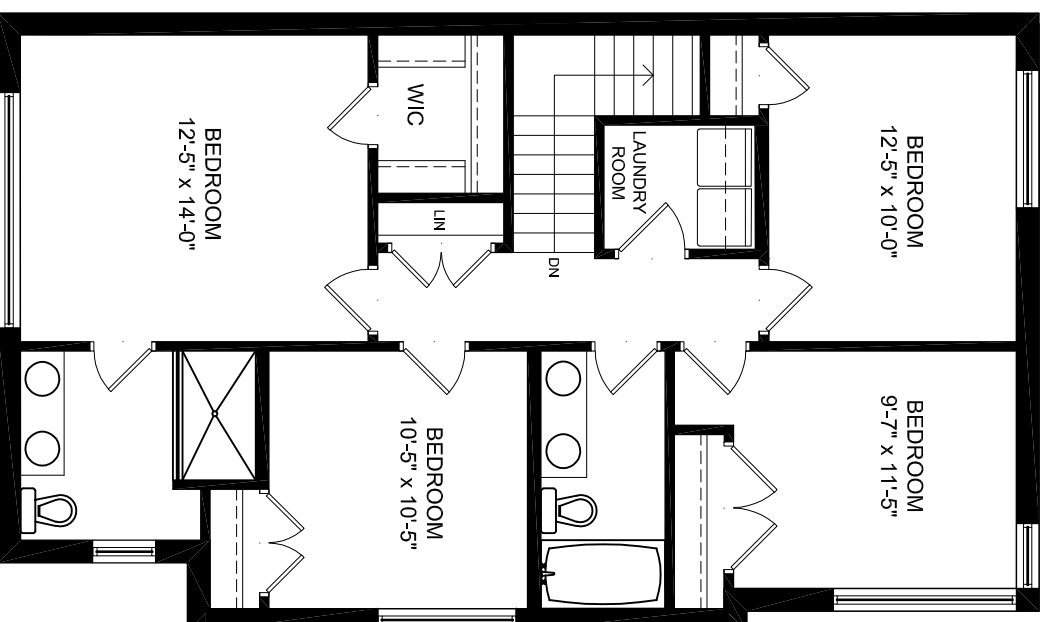 BEDROOM
12'-5" x 14'-0"
WIC
LIN
DN
LAUNDRY
ROOM
BEDROOM
12'-5" x 10'-0"
BEDROOM
10'-5" x 10'-5"
BEDROOM
9'-7" x 11'-5"